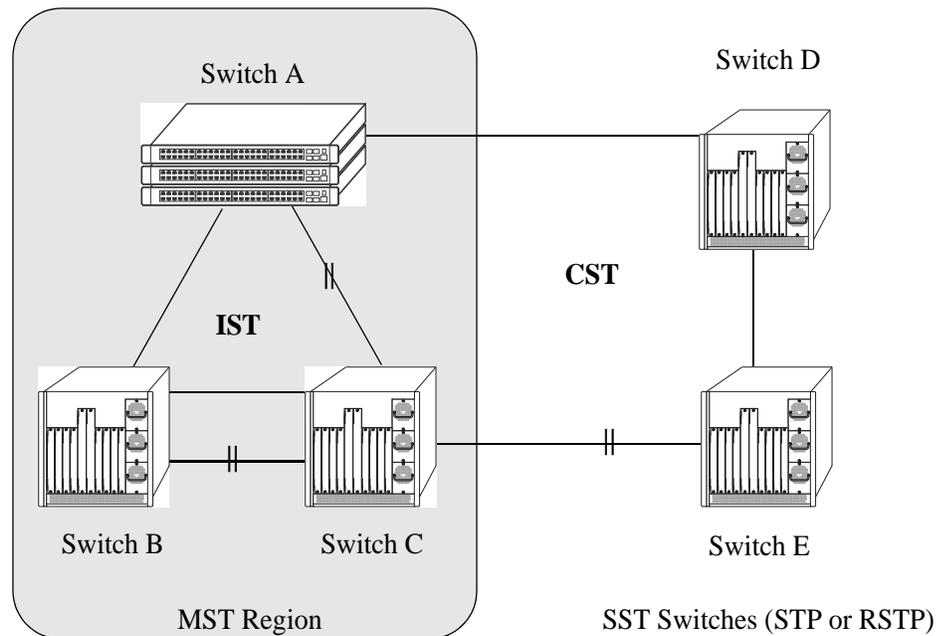 Switch A
Switch D
CST
IST
Switch B
Switch C
Switch E
MST Region
SST Switches (STP or RSTP)